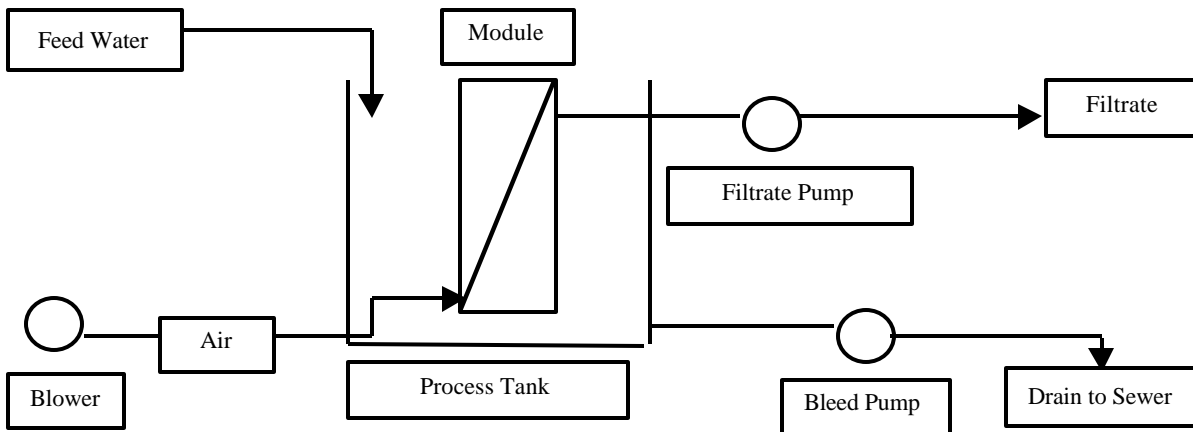 Feed Water
Module
Filtrate
Filtrate Pump
Air
Blower
Process Tank
Bleed Pump
Drain to Sewer